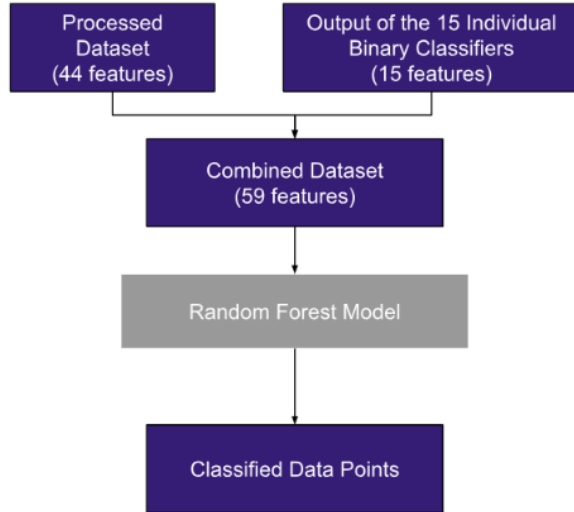 Processed
Dataset
(44 features)
Output of the 15 Individual
Binary Classifiers
(15 features)
Combined Dataset
(59 features)
Random Forest Model
Classified Data Points